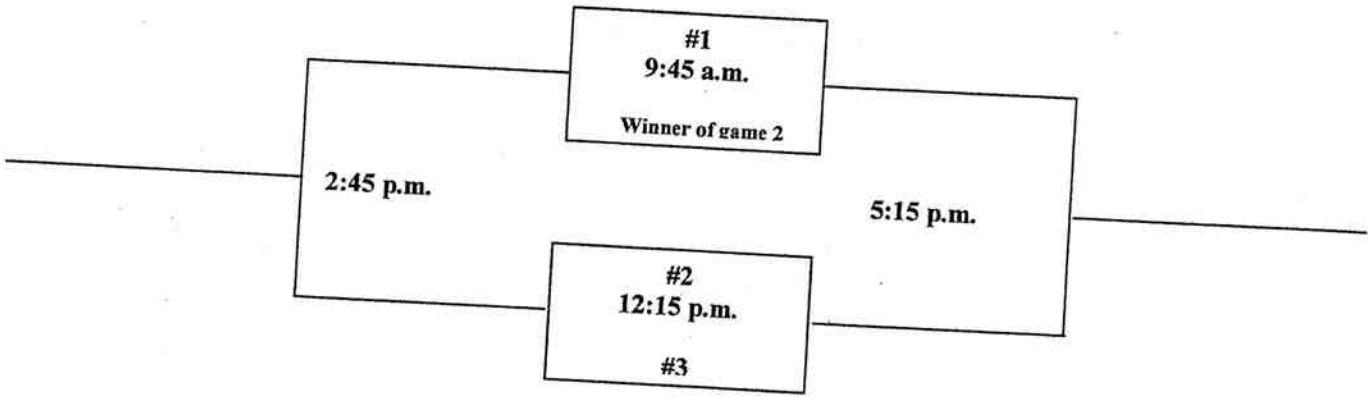 #1
9:45 a.m.
Winner of game 2
2:45 p.m.
5:15 p.m.
#2
12:15 p.m.
#3